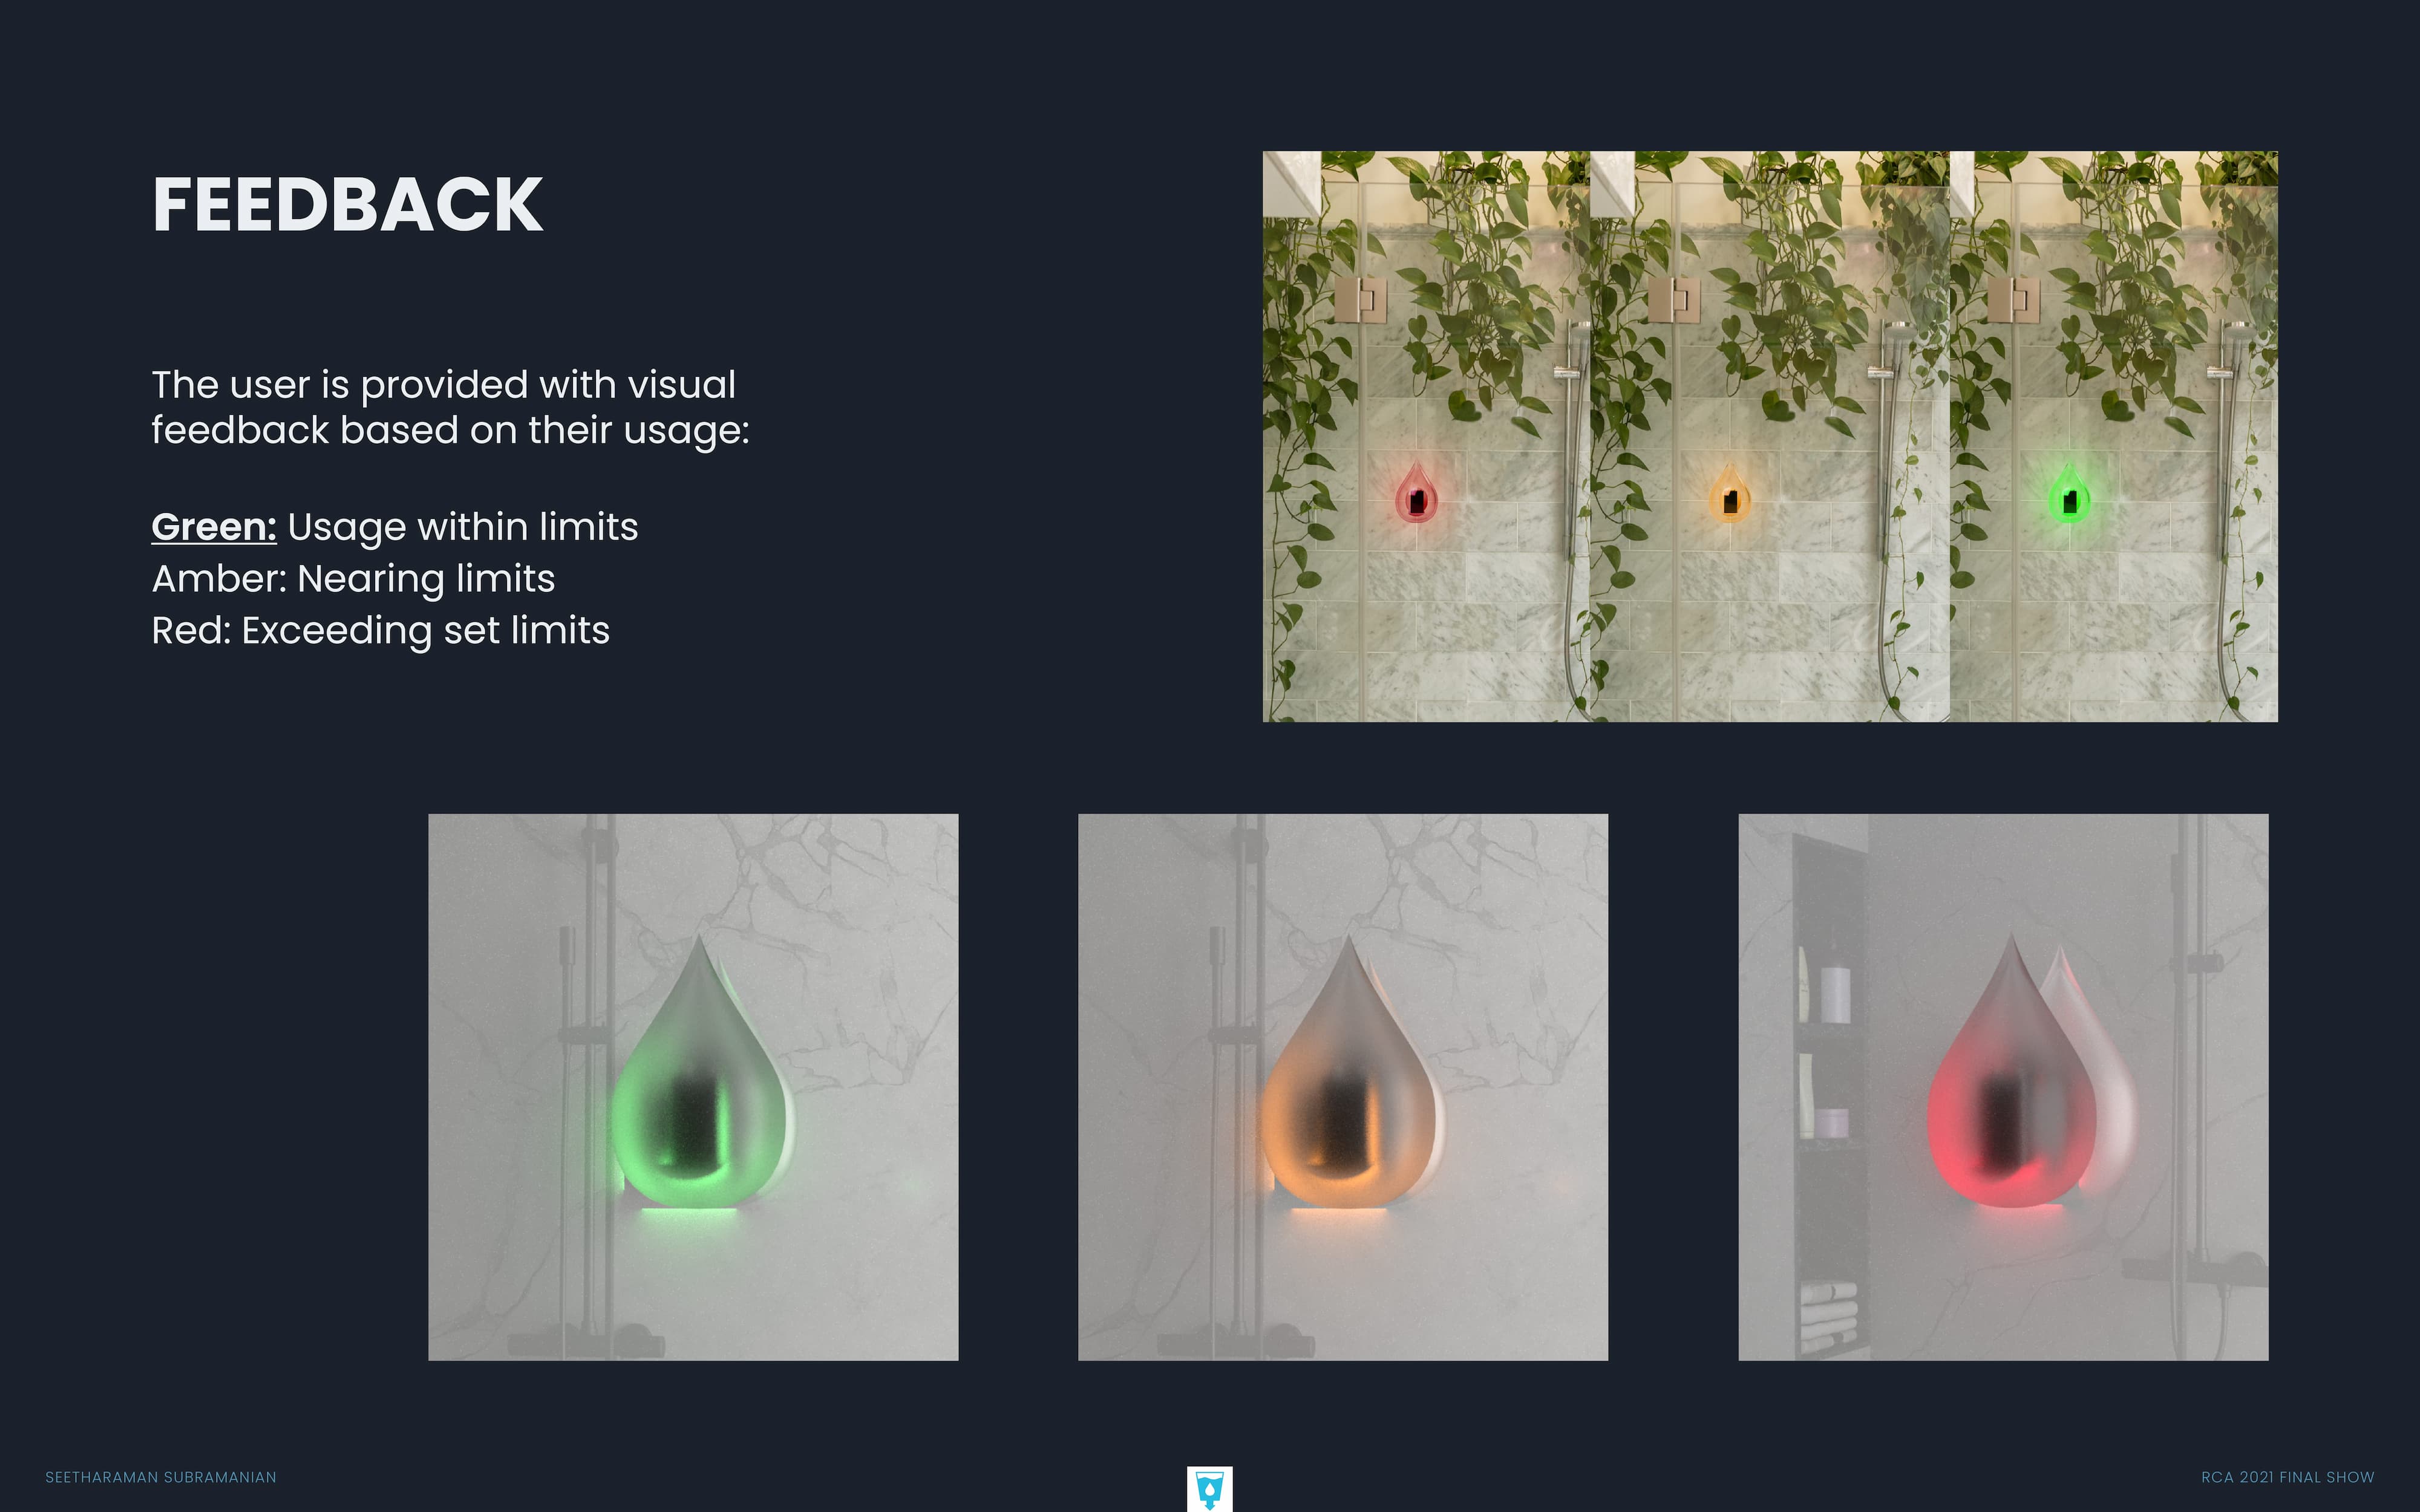 FEEDBACK
The user is provided with visual
feedback based on their usage:
Green: Usage within limits
Amber: Nearing limits
Red: Exceeding set limits
SEETHARAMAN SUBRAMANIAN
RCA 2021 FINAL SHOW